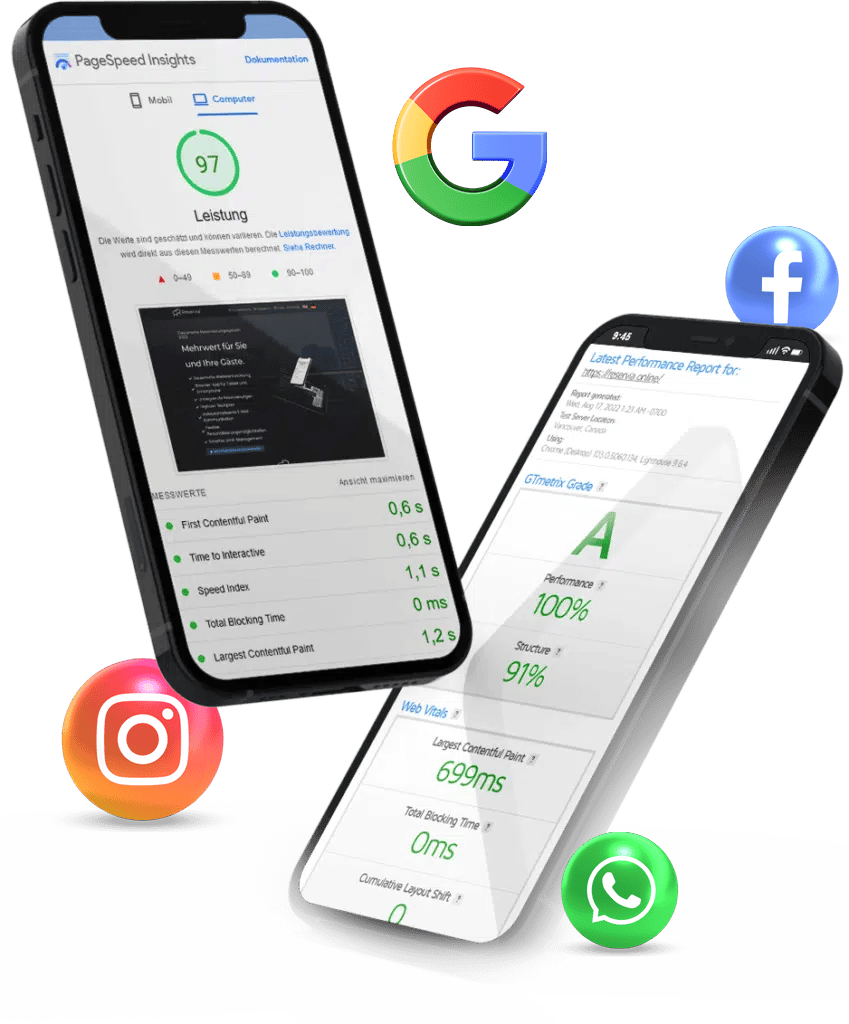 PageSpeed Insights
Dokumentation
Mobil
Computer
97
Leistung
Die Werte sind geschätzt und können variieren. Die Leistungsbewertung
wird direkt aus diesen Messwerten berechnet. Siehe Rechner.
0–49
50–89
90–100
Mehrwert für Sie
und Ihre Gäste.
MESSWERTE
Ansicht maximieren
First Contentful Paint
0,6 s
Time to Interactive
0,6 s
Speed Index
1,1 s
Total Blocking Time
0 ms
Largest Contentful Paint
1,2 s
G
f
9:45
Latest Performance Report for:
https://reserva.online/
Report generated:
Wed, Aug 17, 2022 1:23 AM -0700
Test Server Location:
Vancouver, Canada
Using:
Chrome (Desktop) 103.0.5060.134, Lighthouse 9.6.4
GTmetrix Grade ?
A
Performance ?
100%
Structure ?
91%
Web Vitals ?
Largest Contentful Paint ?
699ms
Total Blocking Time ?
0ms
Cumulative Layout Shift ?
0